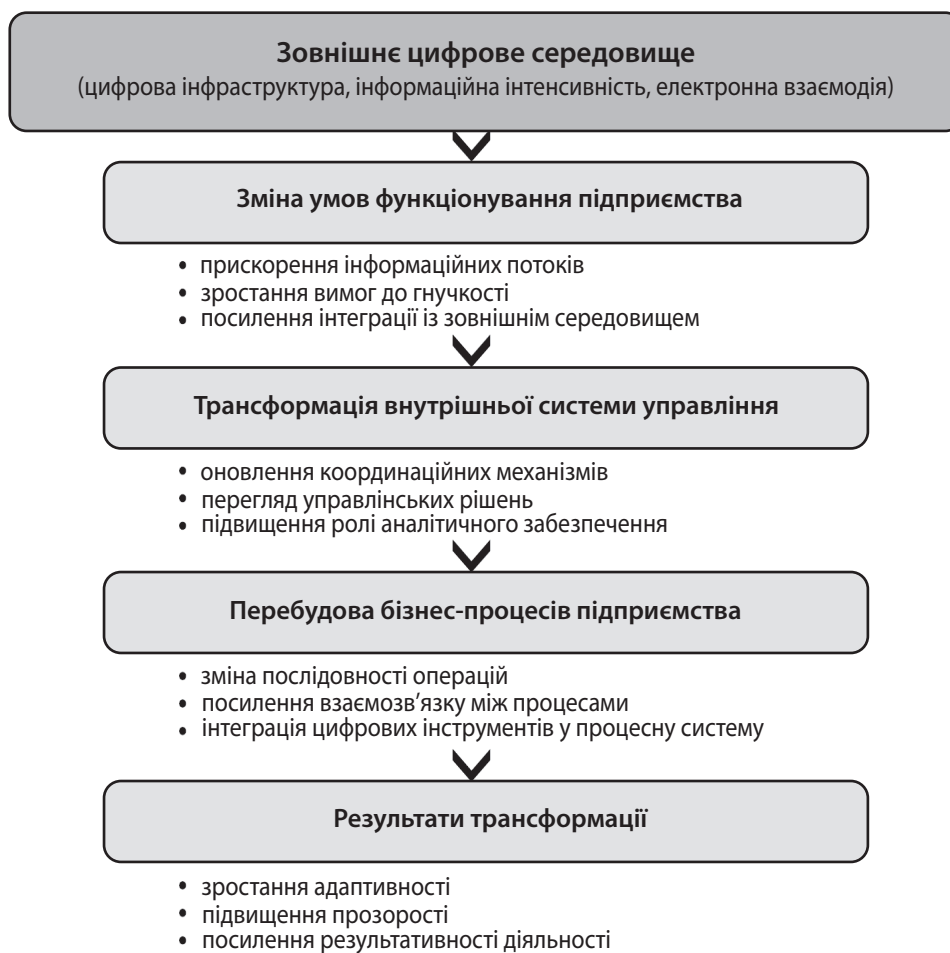 Зовнішнє цифрове середовище
(цифрова інфраструктура, інформаційна інтенсивність, електронна взаємодія)
Зміна умов функціонування підприємства
• прискорення інформаційних потоків
• зростання вимог до гнучкості
• посилення інтеграції із зовнішнім середовищем
Трансформація внутрішньої системи управління
• оновлення координаційних механізмів
• перегляд управлінських рішень
• підвищення ролі аналітичного забезпечення
Перебудова бізнес-процесів підприємства
• зміна послідовності операцій
• посилення взаємозв'язку між процесами
• інтеграція цифрових інструментів у процесну систему
Результати трансформації
• зростання адаптивності
• підвищення прозорості
• посилення результативності діяльності